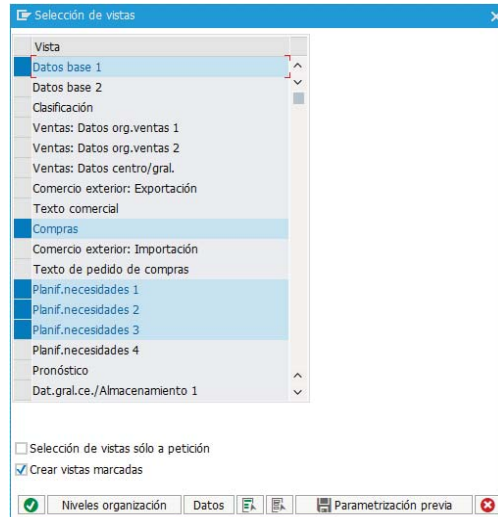 Selección de vistas
Vista
Datos base 1
Datos base 2
Clasificación
Ventas: Datos org.ventas 1
Ventas: Datos org.ventas 2
Ventas: Datos centro/gral.
Comercio exterior: Exportación
Texto comercial
Compras
Comercio exterior: Importación
Texto de pedido de compras
Planif.necesidades 1
Planif.necesidades 2
Planif.necesidades 3
Planif.necesidades 4
Pronóstico
Dat.gral.ce./Almacenamiento 1
Selección de vistas sólo a petición
Crear vistas marcadas
Niveles organización Datos Parametrización previa